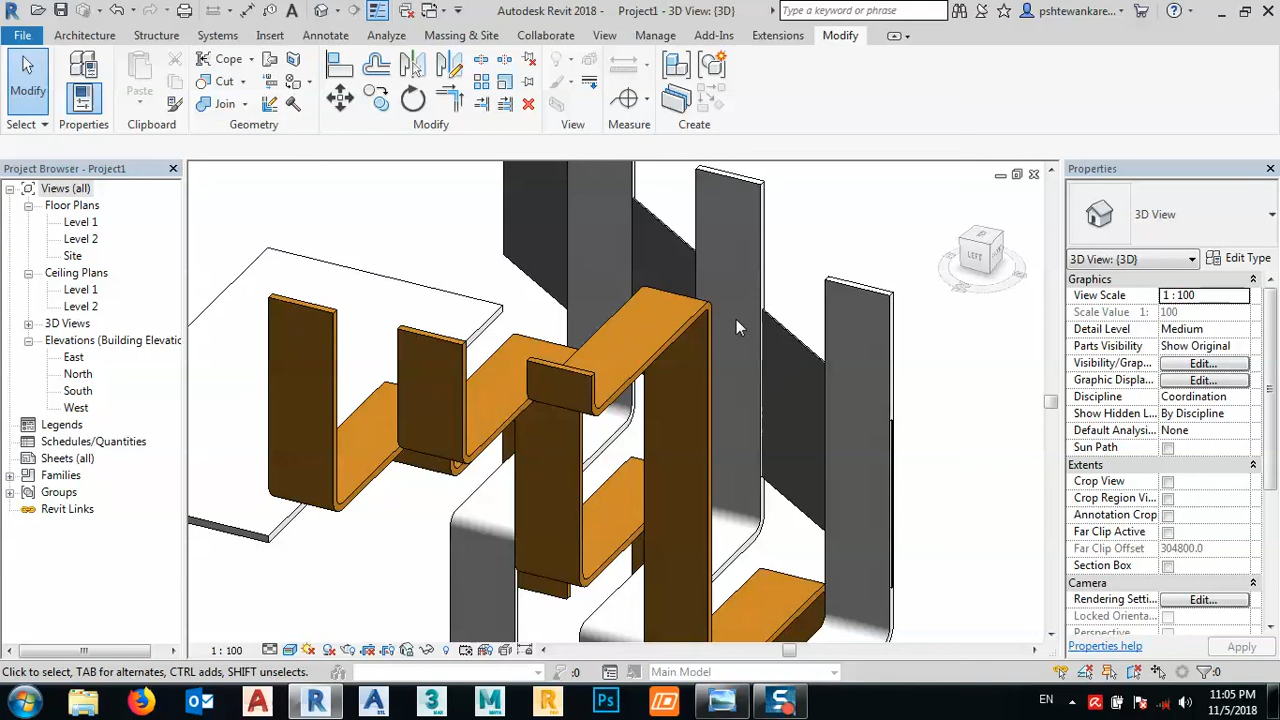 Autodesk Revit 2018 - Project1 - 3D View: {3D}
Type a keyword or phrase
pshtewankare...
File Architecture Structure Systems Insert Annotate Analyze Massing & Site Collaborate View Manage Add-Ins Extensions Modify
Modify
Properties
Paste
Cope
Cut
Join
Select Properties Clipboard Geometry Modify View Measure Create
Project Browser - Project1
Views (all)
Floor Plans
Level 1
Level 2
Site
Ceiling Plans
Level 1
Level 2
3D Views
Elevations (Building Elevatic
East
North
South
West
Legends
Schedules/Quantities
Sheets (all)
Families
Groups
Revit Links
LEFT
Properties
3D View
3D View: {3D} Edit Type
Graphics
View Scale 1 : 100
Scale Value 1: 100
Detail Level Medium
Parts Visibility Show Original
Visibility/Grap... Edit...
Graphic Displa... Edit...
Discipline Coordination
Show Hidden L... By Discipline
Default Analysi... None
Sun Path
Extents
Crop View
Crop Region Vi...
Annotation Crop
Far Clip Active
Far Clip Offset 304800.0
Section Box
Camera
Rendering Setti... Edit...
Locked Orienta...
Perspective
Properties help Apply
1 : 100
Click to select, TAB for alternates, CTRL adds, SHIFT unselects.
:0
Main Model
:0
EN
11:05 PM
11/5/2018